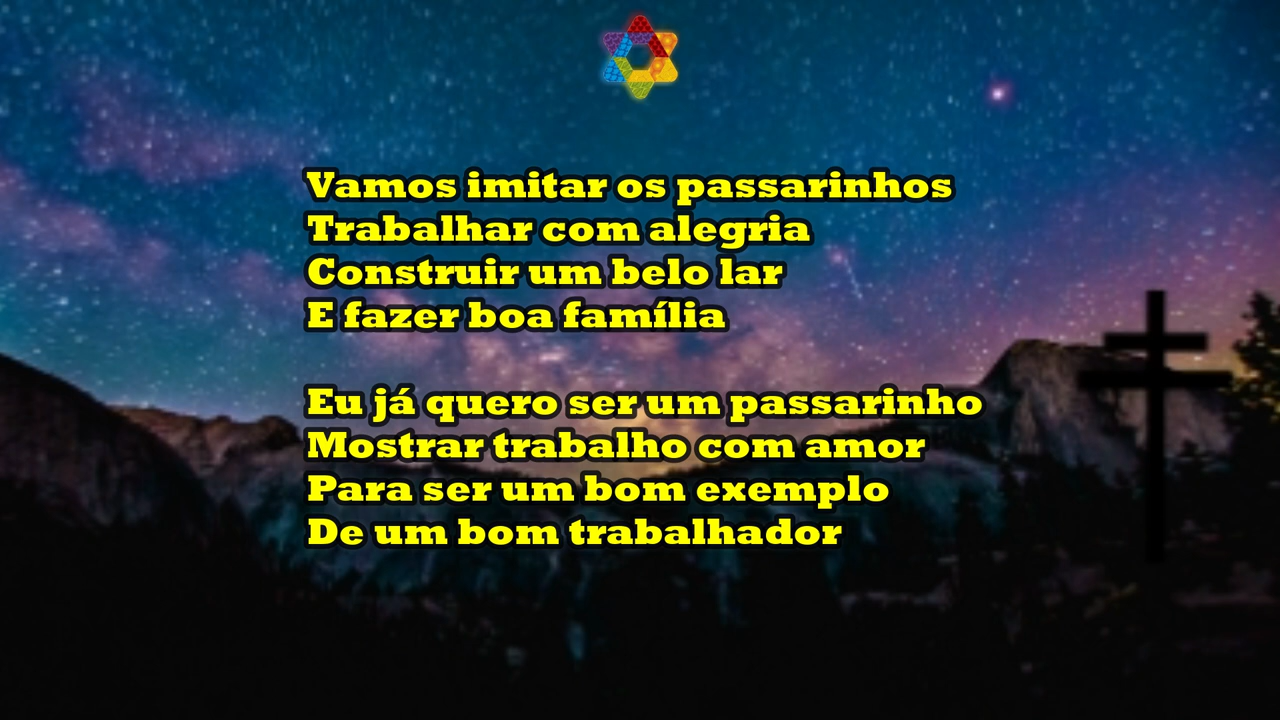 Vamos imitar os passarinhos
Trabalhar com alegria
Construir um belo lar
E fazer boa família
Eu já quero ser um passarinho
Mostrar trabalho com amor
Para ser um bom exemplo
De um bom trabalhador